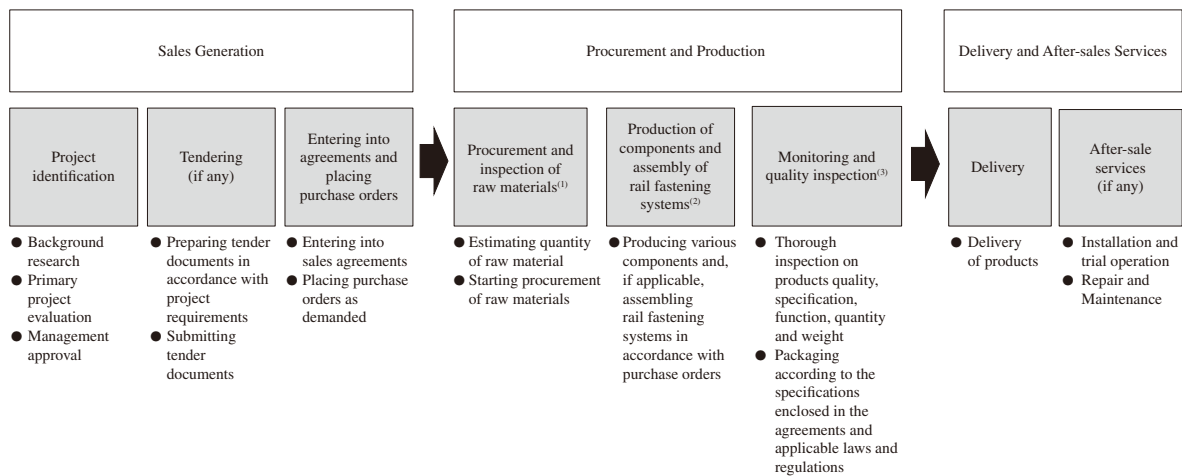 Sales Generation
Procurement and Production
Delivery and After-sales Services
Project
identification
Tendering
(if any)
Entering into
agreements and
placing
purchase orders
Procurement and
inspection of
raw materials(1)
Production of
components and
assembly of
rail fastening
systems(2)
Monitoring and
quality inspection(3)
Delivery
After-sale
services
(if any)
● Background
research
● Primary
project
evaluation
● Management
approval
● Preparing tender
documents in
accordance with
project
requirements
● Submitting
tender
documents
● Entering into
sales agreements
● Placing purchase
orders as
demanded
● Estimating quantity
of raw material
● Starting procurement
of raw materials
● Producing various
components and,
if applicable,
assembling
rail fastening
systems in
accordance with
purchase orders
● Thorough
inspection on
products quality,
specification,
function, quantity
and weight
● Packaging
according to the
specifications
enclosed in the
agreements and
applicable laws and
regulations
● Delivery
of products
● Installation and
trial operation
● Repair and
Maintenance